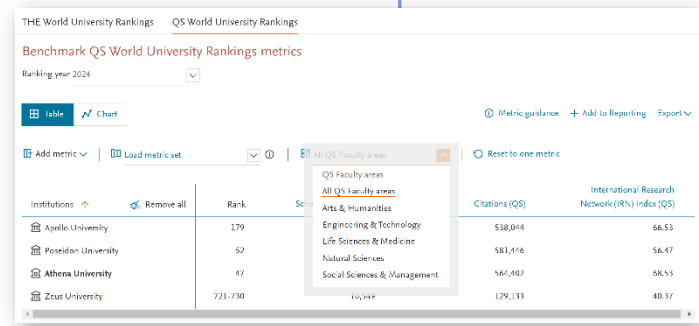 THE World University Rankings QS World University Rankings
Benchmark QS World University Rankings metrics
Ranking year 2024
Table Chart Metric guidance + Add to Reporting Export
Add metric Load metric set All QS Faculty areas Reset to one metric
QS Faculty areas
All QS Faculty areas
Arts & Humanities
Engineering & Technology
Life Sciences & Medicine
Natural Sciences
Social Sciences & Management
Institutions Remove all Rank Citations (QS) International Research Network (IRN) Index (QS)
Apollo University 179 538,044 66.53
Poseidon University 52 581,446 56.47
Athena University 47 564,402 68.53
Zeus University 721-730 10,549 129,133 40.37